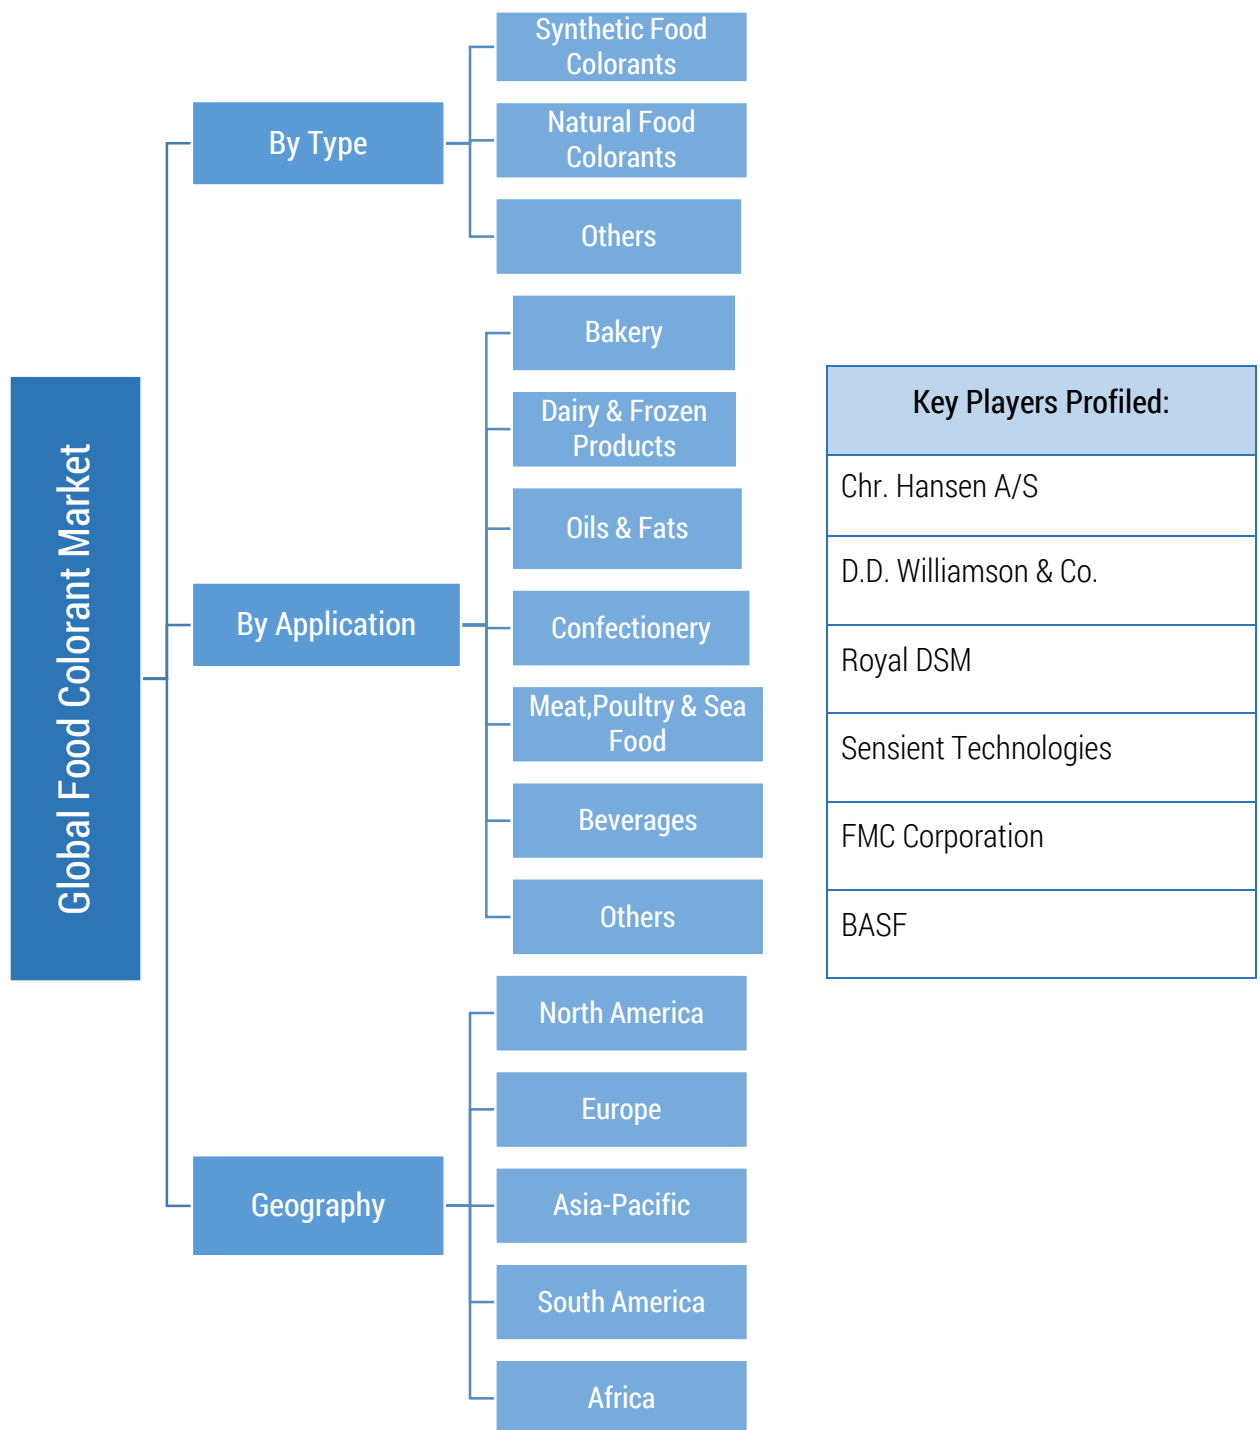 Global Food Colorant Market
By Type
Synthetic Food
Colorants
Natural Food
Colorants
Others
By Application
Bakery
Dairy & Frozen
Products
Oils & Fats
Confectionery
Meat,Poultry & Sea
Food
Beverages
Others
Geography
North America
Europe
Asia-Pacific
South America
Africa
Key Players Profiled:
Chr. Hansen A/S
D.D. Williamson & Co.
Royal DSM
Sensient Technologies
FMC Corporation
BASF